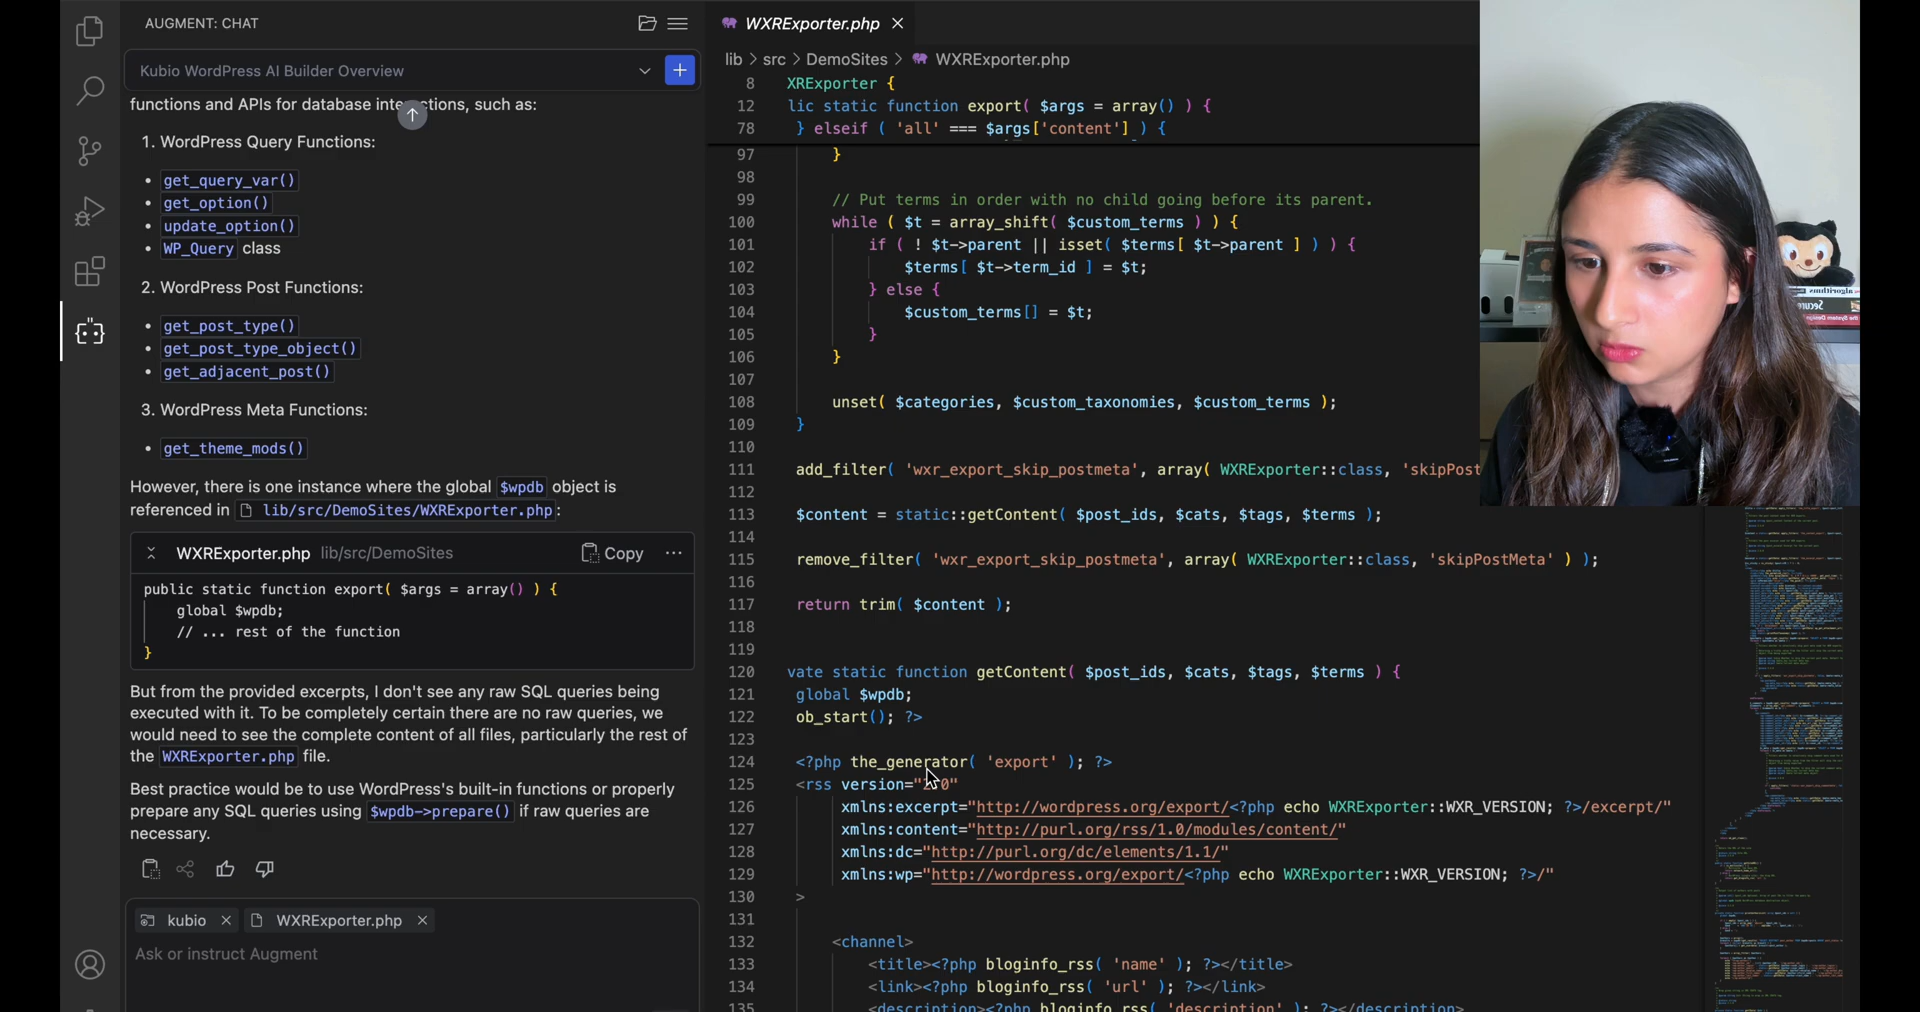 AUGMENT: CHAT
Kubio WordPress AI Builder Overview
functions and APIs for database interactions, such as:
1. WordPress Query Functions:
• get_query_var()
• get_option()
• update_option()
• WP_Query class
2. WordPress Post Functions:
• get_post_type()
• get_post_type_object()
• get_adjacent_post()
3. WordPress Meta Functions:
• get_theme_mods()
However, there is one instance where the global $wpdb object is
referenced in lib/src/DemoSites/WXRExporter.php:
WXRExporter.php lib/src/DemoSites Copy ...
public static function export( $args = array() ) {
global $wpdb;
// ... rest of the function
}
But from the provided excerpts, I don't see any raw SQL queries being
executed with it. To be completely certain there are no raw queries, we
would need to see the complete content of all files, particularly the rest of
the WXRExporter.php file.
Best practice would be to use WordPress's built-in functions or properly
prepare any SQL queries using $wpdb->prepare() if raw queries are
necessary.
kubio × WXRExporter.php ×
Ask or instruct Augment
WXRExporter.php ×
lib > src > DemoSites > WXRExporter.php
8 XRExporter {
12 lic static function export( $args = array() ) {
78 } elseif ( 'all' === $args['content'] ) {
97 }
98
99 // Put terms in order with no child going before its parent.
100 while ( $t = array_shift( $custom_terms ) ) {
101 if ( ! $t->parent || isset( $terms[ $t->parent ] ) ) {
102 $terms[ $t->term_id ] = $t;
103 } else {
104 $custom_terms[] = $t;
105 }
106 }
107
108 unset( $categories, $custom_taxonomies, $custom_terms );
109 }
110
111 add_filter( 'wxr_export_skip_postmeta', array( WXRExporter::class, 'skipPost
112
113 $content = static::getContent( $post_ids, $cats, $tags, $terms );
114
115 remove_filter( 'wxr_export_skip_postmeta', array( WXRExporter::class, 'skipPostMeta' ) );
116
117 return trim( $content );
118
119
120 vate static function getContent( $post_ids, $cats, $tags, $terms ) {
121 global $wpdb;
122 ob_start(); ?>
123
124 <?php the_generator( 'export' ); ?>
125 <rss version="2.0"
126 xmlns:excerpt="http://wordpress.org/export/<?php echo WXRExporter::WXR_VERSION; ?>/excerpt/"
127 xmlns:content="http://purl.org/rss/1.0/modules/content/"
128 xmlns:dc="http://purl.org/dc/elements/1.1/"
129 xmlns:wp="http://wordpress.org/export/<?php echo WXRExporter::WXR_VERSION; ?>/"
130 >
131
132 <channel>
133 <title><?php bloginfo_rss( 'name' ); ?></title>
134 <link><?php bloginfo_rss( 'url' ); ?></link>
135 <description><?php bloginfo_rss( 'description' ); ?></description>
algorithms
Secure
the System Design